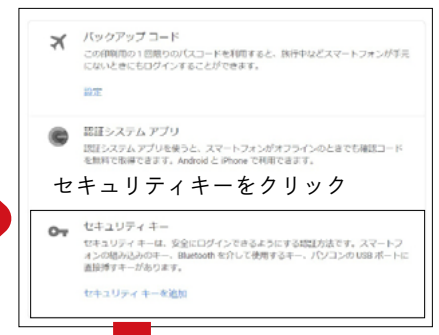 バックアップ コード
この印刷用の 1 回限りのパスコードを利用すると、旅行中などスマートフォンが手元
にないときにもログインすることができます。
設定
認証システム アプリ
認証システム アプリを使うと、スマートフォンがオフラインのときでも確認コード
を無料で取得できます。Android と iPhone で利用できます。
セキュリティキーをクリック
セキュリティ キー
セキュリティ キーは、安全にログインできるようにする認証方法です。スマートフ
ォンの組み込みのキー、Bluetooth を介して使用するキー、パソコンの USB ポートに
直接挿すキーがあります。
セキュリティ キーを追加